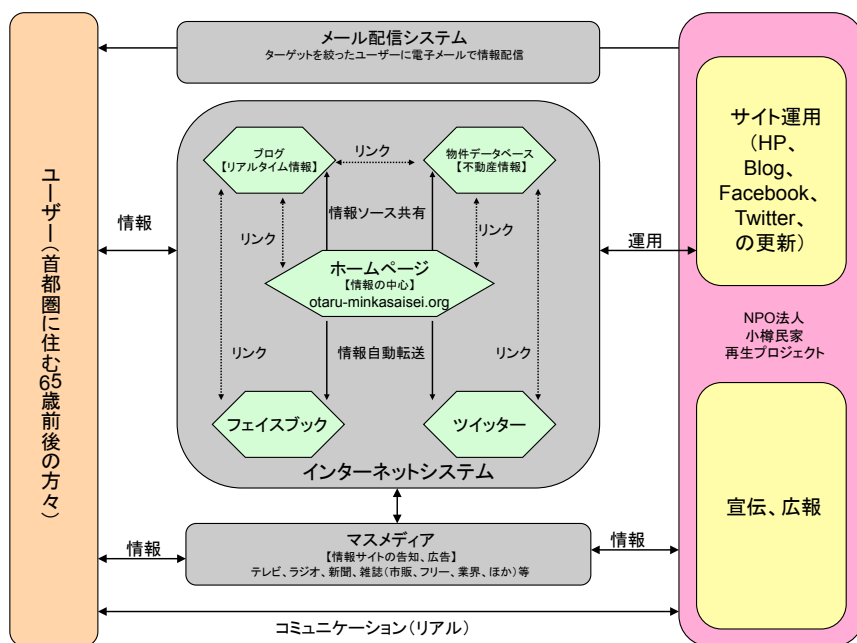 メール配信システム
ターゲットを絞ったユーザーに電子メールで情報配信
ユーザー(首都圏に住む65歳前後の方々)
情報
ブログ
【リアルタイム情報】
リンク
物件データベース
【不動産情報】
情報ソース共有
リンク
リンク
ホームページ
【情報の中心】
otaru-minkasaisei.org
リンク
情報自動転送
リンク
フェイスブック
ツイッター
インターネットシステム
運用
サイト運用
(HP、
Blog、
Facebook、
Twitter、
の更新)
NPO法人
小樽民家
再生プロジェクト
宣伝、広報
情報
マスメディア
【情報サイトの告知、広告】
テレビ、ラジオ、新聞、雑誌(市販、フリー、業界、ほか)等
情報
コミュニケーション(リアル)